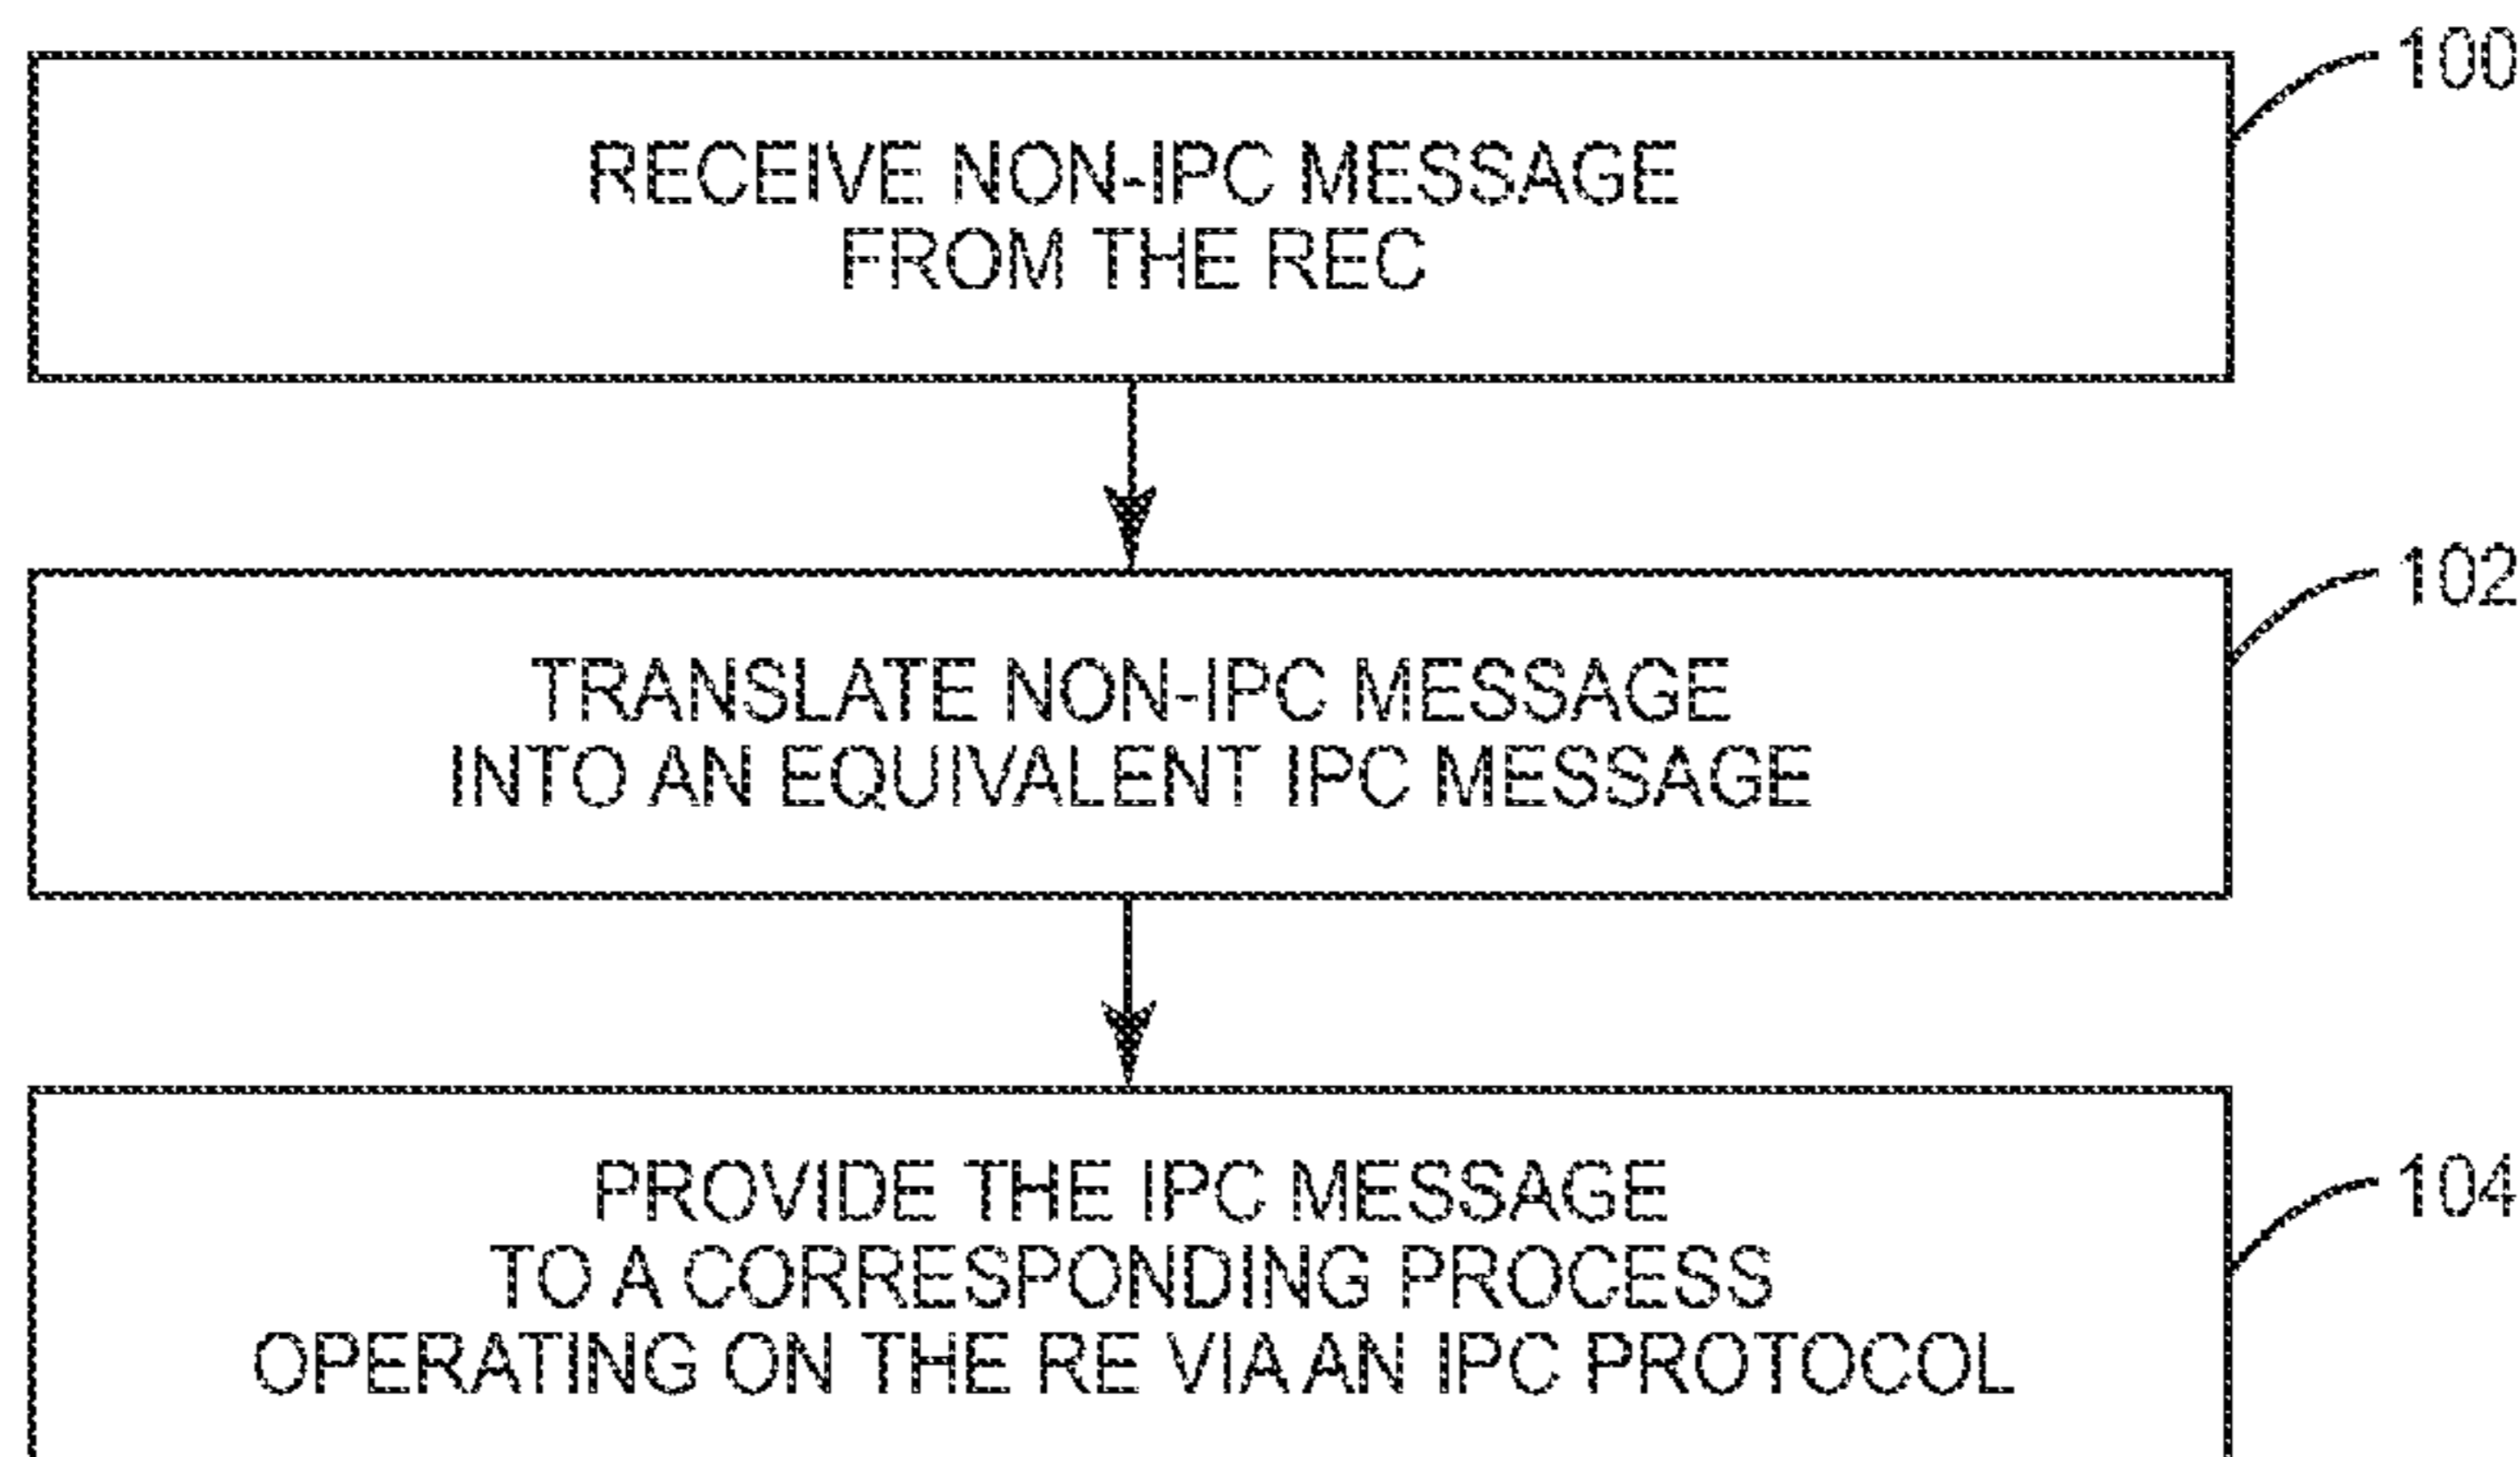 100
RECEIVE NON-IPC MESSAGE
FROM THE REC
102
TRANSLATE NON-IPC MESSAGE
INTO AN EQUIVALENT IPC MESSAGE
104
PROVIDE THE IPC MESSAGE
TO A CORRESPONDING PROCESS
OPERATING ON THE RE VIA AN IPC PROTOCOL